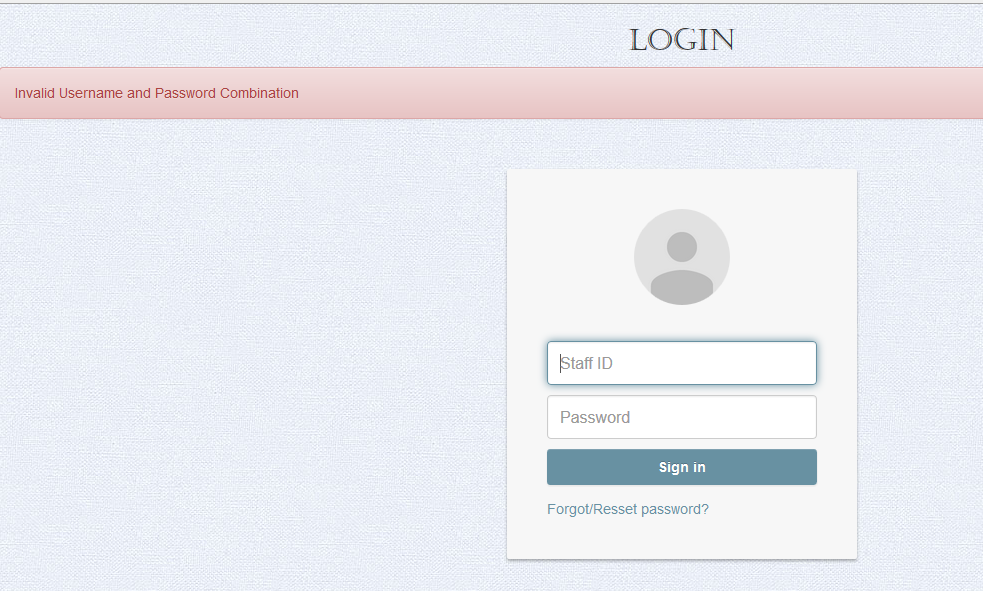 LOGIN
Invalid Username and Password Combination
Staff ID
Password
Sign in
Forgot/Resset password?